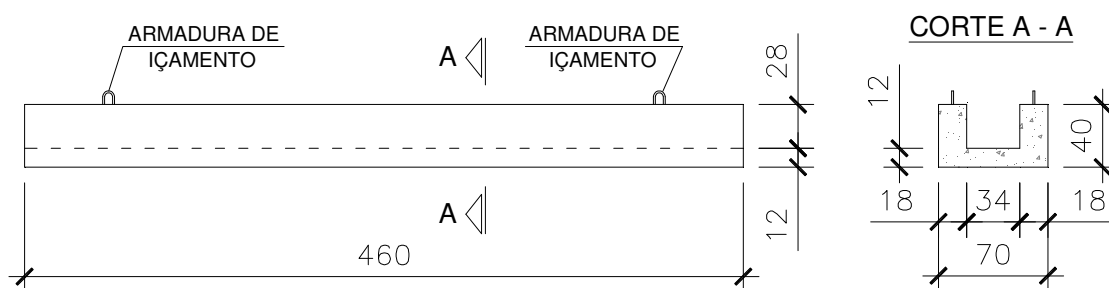 ARMADURA DE
IÇAMENTO
A
ARMADURA DE
IÇAMENTO
28
CORTE A - A
12
40
A
12
18
34
18
460
70